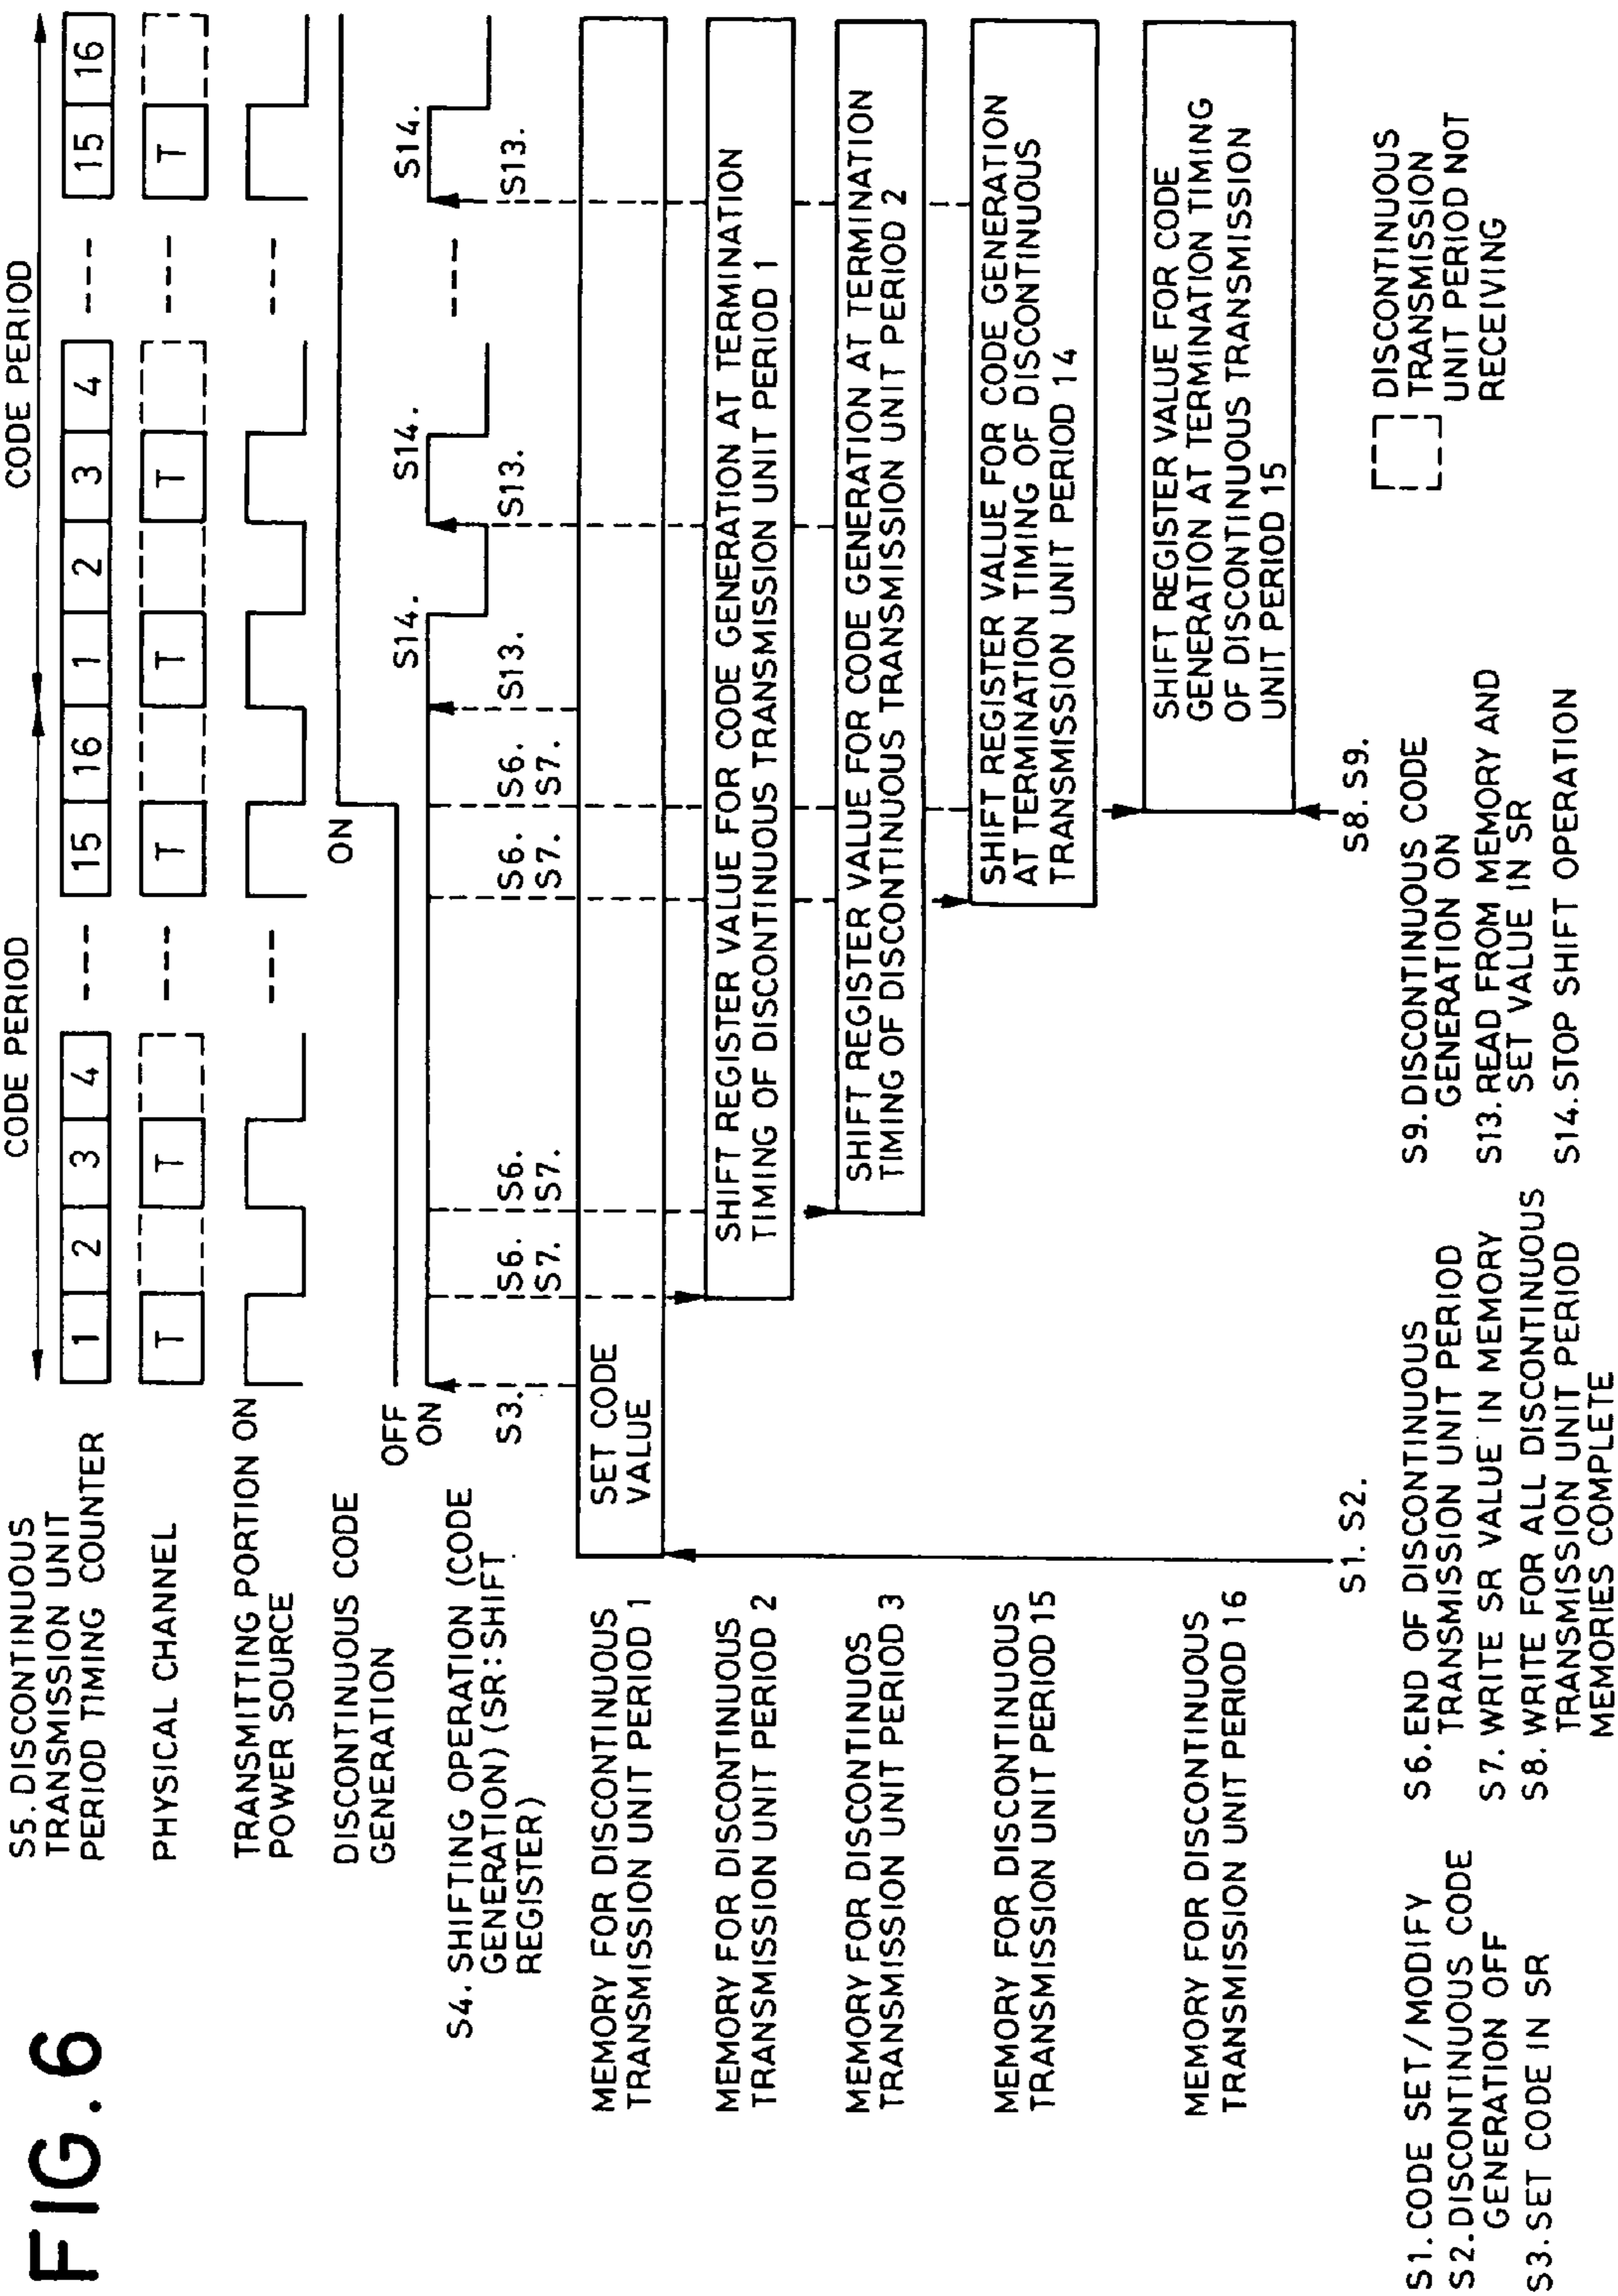 FIG. 6
CODE PERIOD
CODE PERIOD
S5. DISCONTINUOUS
TRANSMISSION UNIT
PERIOD TIMING COUNTER
1 2 3 4 --- 15 16 1 2 3 4 --- 15 16
PHYSICAL CHANNEL
T T --- T T T --- T
TRANSMITTING PORTION ON
POWER SOURCE
--- ---
DISCONTINUOUS CODE
GENERATION
OFF
ON
S4. SHIFTING OPERATION (CODE
GENERATION) (SR: SHIFT
REGISTER)
ON
S14. S14. S14.
---
S3.
S6.
S7.
S6.
S7.
S6.
S7.
S6.
S7.
S13. S13. S13.
MEMORY FOR DISCONTINUOUS
TRANSMISSION UNIT PERIOD 1
SET CODE
VALUE
MEMORY FOR DISCONTINUOUS
TRANSMISSION UNIT PERIOD 2
SHIFT REGISTER VALUE FOR CODE GENERATION AT TERMINATION
TIMING OF DISCONTINUOUS TRANSMISSION UNIT PERIOD 1
MEMORY FOR DISCONTINUOS
TRANSMISSION UNIT PERIOD 3
SHIFT REGISTER VALUE FOR CODE GENERATION AT TERMINATION
TIMING OF DISCONTINUOUS TRANSMISSION UNIT PERIOD 2
MEMORY FOR DISCONTINUOUS
TRANSMISSION UNIT PERIOD 15
SHIFT REGISTER VALUE FOR CODE GENERATION
AT TERMINATION TIMING OF DISCONTINUOUS
TRANSMISSION UNIT PERIOD 14
MEMORY FOR DISCONTINUOUS
TRANSMISSION UNIT PERIOD 16
SHIFT REGISTER VALUE FOR CODE
GENERATION AT TERMINATION TIMING
OF DISCONTINUOUS TRANSMISSION
UNIT PERIOD 15
S1. S2.
S8. S9.
S1. CODE SET/MODIFY
S2. DISCONTINUOUS CODE
GENERATION OFF
S3. SET CODE IN SR
S6. END OF DISCONTINUOUS
TRANSMISSION UNIT PERIOD
S7. WRITE SR VALUE IN MEMORY
S8. WRITE FOR ALL DISCONTINUOUS
TRANSMISSION UNIT PERIOD
MEMORIES COMPLETE
S9. DISCONTINUOUS CODE
GENERATION ON
S13. READ FROM MEMORY AND
SET VALUE IN SR
S14. STOP SHIFT OPERATION
DISCONTINUOUS
TRANSMISSION
UNIT PERIOD NOT
RECEIVING